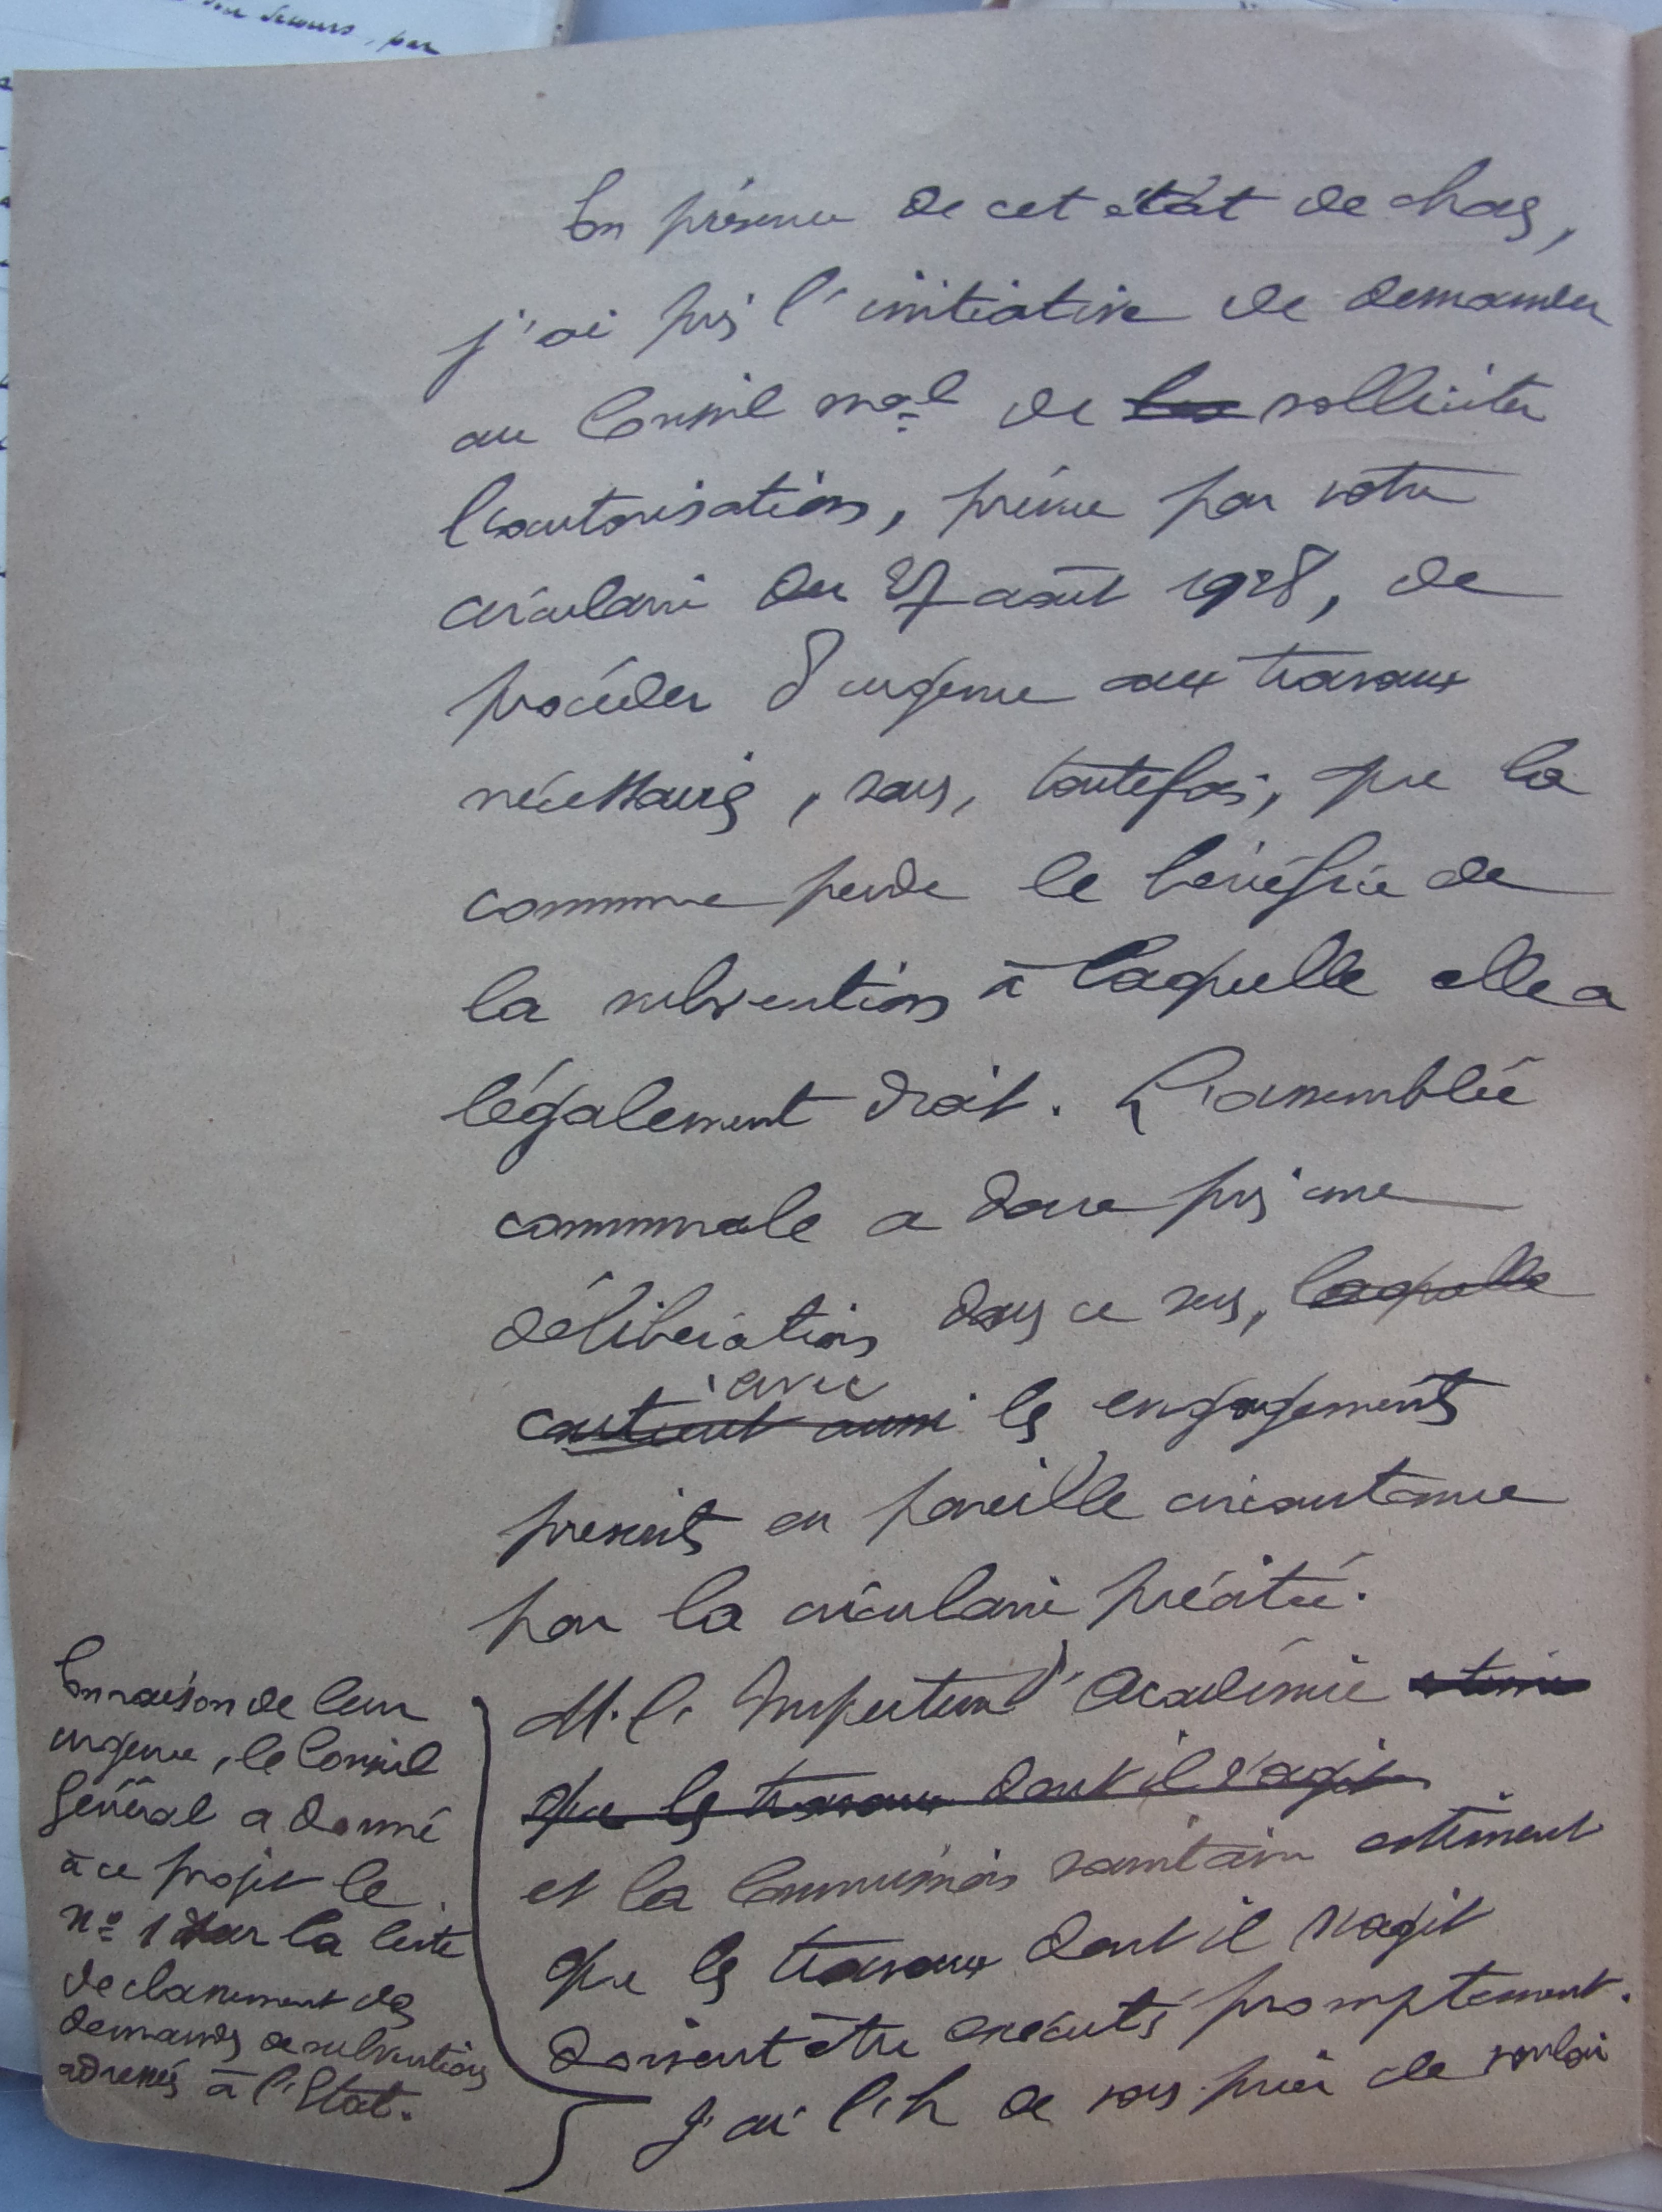 En présence de cet état de choses,
j'ai pris l'initiative de demander
au Conseil mal de les solliciter
l'autorisation, prévue par votre
circulaire du 27 août 1928, de
procéder d'urgence aux travaux
nécessaires, sans, toutefois, que la
commune perde le bénéfice de
la subvention à laquelle elle a
légalement droit. L'assemblée
communale a donc pris une
délibération dans ce sens, laquelle
avec
contient aussi les engagements
prescrits en pareille circonstance
par la circulaire précitée.
M. l'Inspecteur d'Académie estime
que les travaux dont il s'agit
et la Commission sanitaire estiment
que les travaux dont il s'agit
doivent être exécutés promptement.
J'ai l'h de vous prier de vouloir
En raison de leur
urgence, le Conseil
Général a donné
à ce projet le
n° 1 sur la liste
de classement des
demandes de subventions
adressés à l'Etat.
par